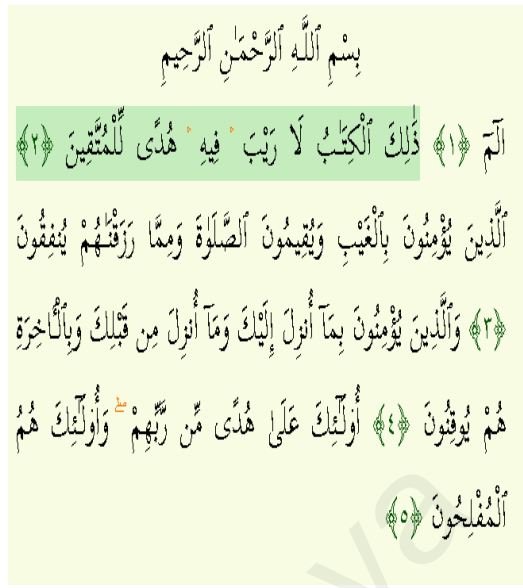 بِسْمِ ٱللَّهِ ٱلرَّحْمَـٰنِ ٱلرَّحِيمِ
الٓمٓ ﴿١﴾ ذَٰلِكَ ٱلْكِتَـٰبُ لَا رَيْبَ ۛ فِيهِ ۛ هُدًى لِّلْمُتَّقِينَ ﴿٢﴾
ٱلَّذِينَ يُؤْمِنُونَ بِٱلْغَيْبِ وَيُقِيمُونَ ٱلصَّلَوٰةَ وَمِمَّا رَزَقْنَـٰهُمْ يُنفِقُونَ
﴿٣﴾ وَٱلَّذِينَ يُؤْمِنُونَ بِمَآ أُنزِلَ إِلَيْكَ وَمَآ أُنزِلَ مِن قَبْلِكَ وَبِٱلْـَٔاخِرَةِ
هُمْ يُوقِنُونَ ﴿٤﴾ أُو۟لَـٰٓئِكَ عَلَىٰ هُدًى مِّن رَّبِّهِمْ ۖ وَأُو۟لَـٰٓئِكَ هُمُ
ٱلْمُفْلِحُونَ ﴿٥﴾